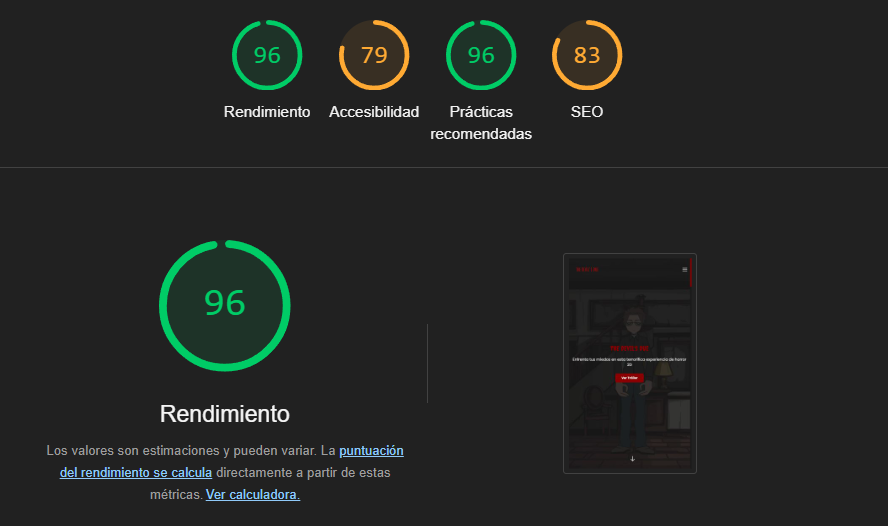 96
79
96
83
Rendimiento
Accesibilidad
Prácticas
recomendadas
SEO
96
Rendimiento
Los valores son estimaciones y pueden variar. La puntuación
del rendimiento se calcula directamente a partir de estas
métricas. Ver calculadora.
Enfrenta tus miedos en esta terrorífica experiencia de horror
2D
Ver Tráiler